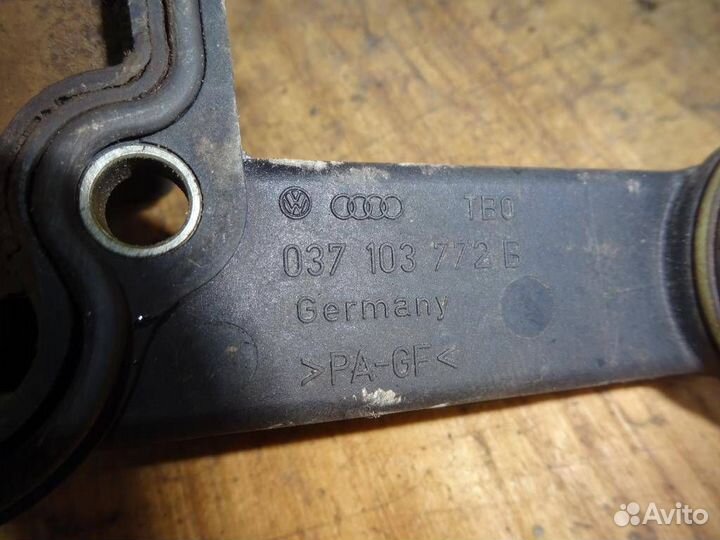 TBO
037 103 772 B
Germany
>PA-GF<
Avito